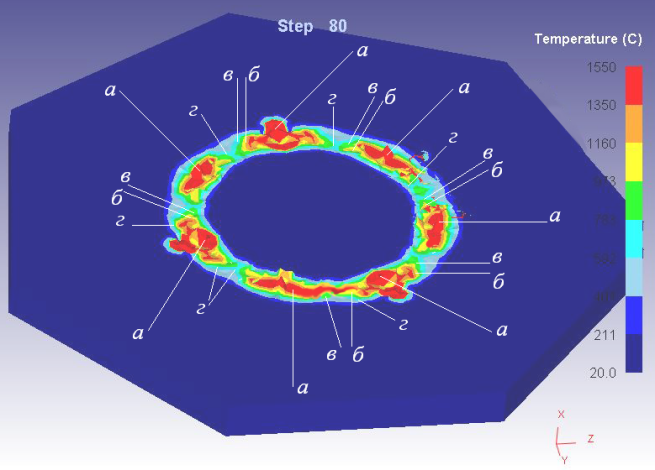 Step 80
Temperature (C)
а
1550
в б
а
а
в
б
1350
г
г
1160
г
в
б
в
б
а
г
в
б
г
211
г
а
а
в б
20.0
а
X
Z
Y